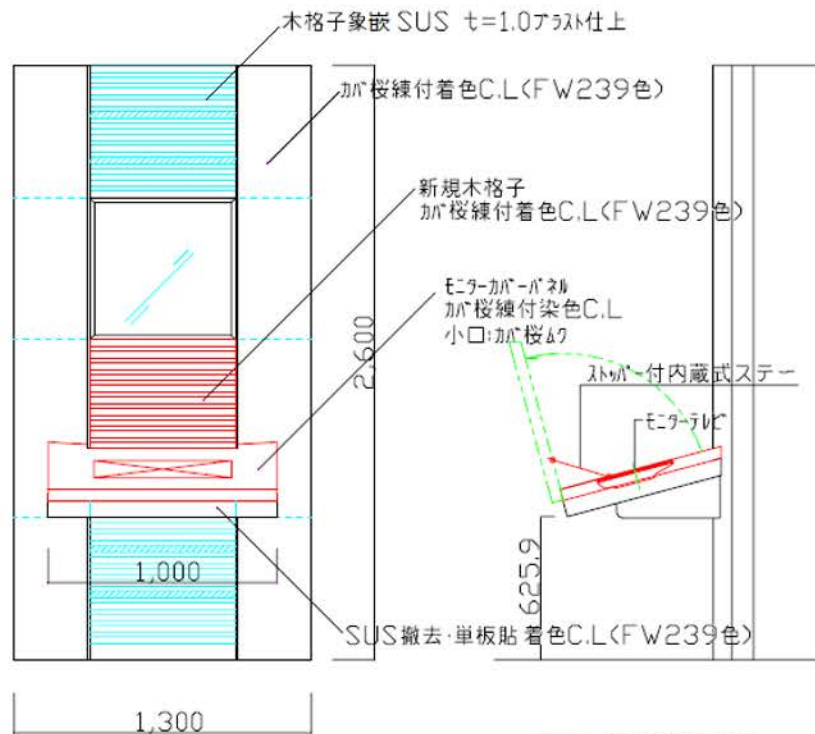 木格子象嵌 SUS t=1.0ブラスト仕上
カバ桜練付着色C.L(FW239色)
新規木格子
カバ桜練付着色C.L(FW239色)
モニターカバーパネル
カバ桜練付染色C.L
小口:カバ桜ムク
2,600
ストッパー付内蔵式ステー
モニターテレビ
1,000
625.9
SUS撤去・単板貼 着色C.L(FW239色)
1,300